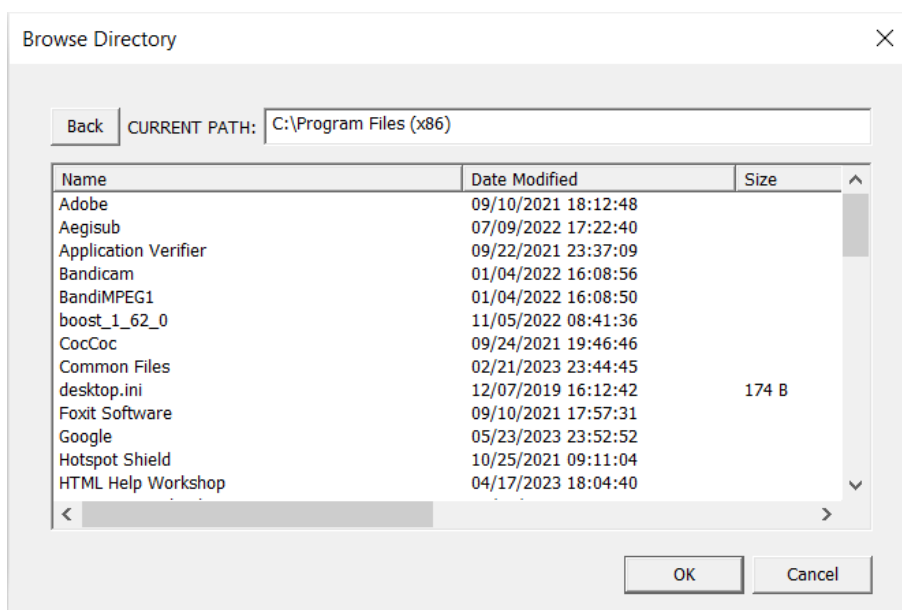 Browse Directory
Back CURRENT PATH: C:\Program Files (x86)
Name Date Modified Size
Adobe 09/10/2021 18:12:48
Aegisub 07/09/2022 17:22:40
Application Verifier 09/22/2021 23:37:09
Bandicam 01/04/2022 16:08:56
BandiMPEG1 01/04/2022 16:08:50
boost_1_62_0 11/05/2022 08:41:36
CocCoc 09/24/2021 19:46:46
Common Files 02/21/2023 23:44:45
desktop.ini 12/07/2019 16:12:42 174 B
Foxit Software 09/10/2021 17:57:31
Google 05/23/2023 23:52:52
Hotspot Shield 10/25/2021 09:11:04
HTML Help Workshop 04/17/2023 18:04:40
OK Cancel